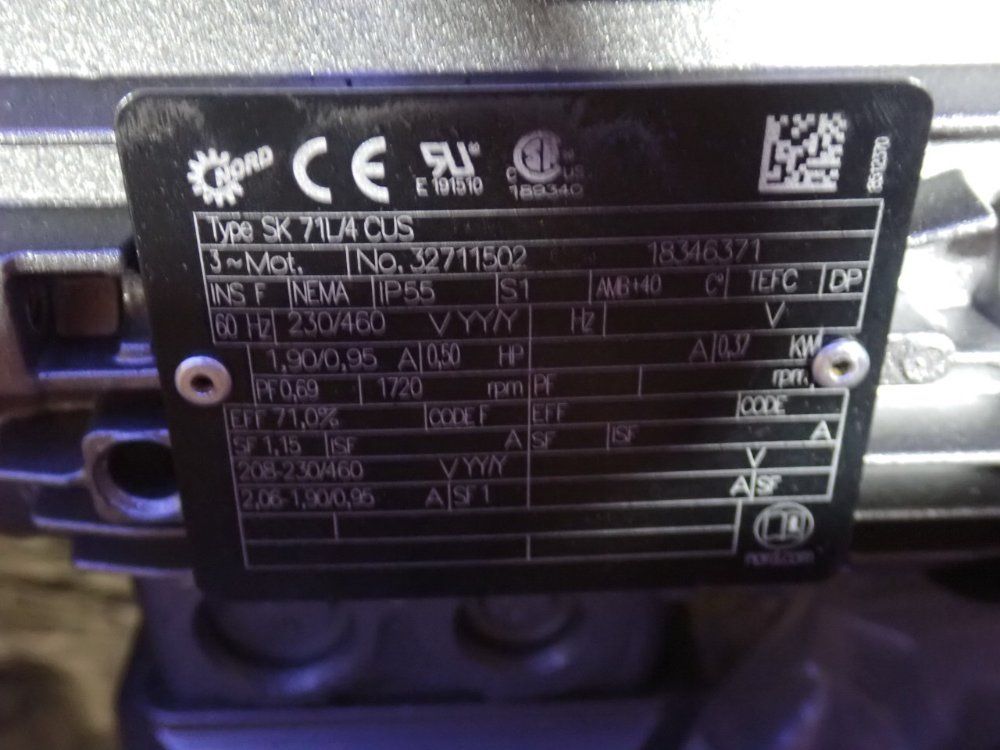 NORD CE
E 191510
189340
Type SK 71L/4 CUS
3~Mot. No. 32711502 18346371
INS F NEMA IP55 S1 AMB+40 C° TEFC DP
60 Hz 230/460 V YY/Y Hz V
1,90/0,95 A 0,50 HP A 0,37 KW
PF 0,69 1720 rpm PF rpm
EFF 71,0% CODE F EFF CODE
SF 1,15 ISF A SF ISF A
208-230/460 V YY/Y V
2,06-1,90/0,95 A SF 1 A SF
nord.com